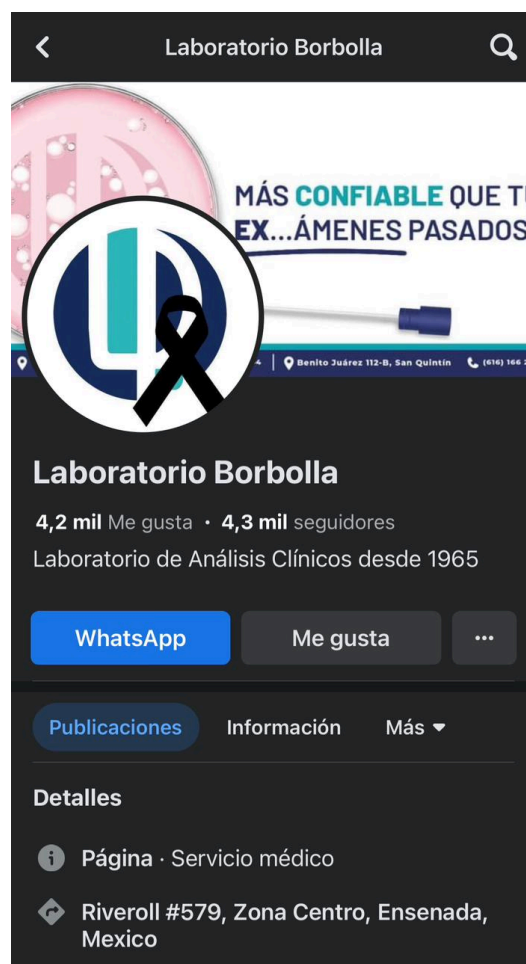 Laboratorio Borbolla
MÁS CONFIABLE QUE T
EX...ÁMENES PASADOS
Benito Juárez 112-B, San Quintín (616) 166
Laboratorio Borbolla
4,2 mil Me gusta · 4,3 mil seguidores
Laboratorio de Análisis Clínicos desde 1965
WhatsApp Me gusta ...
Publicaciones Información Más
Detalles
Página · Servicio médico
Riveroll #579, Zona Centro, Ensenada,
Mexico